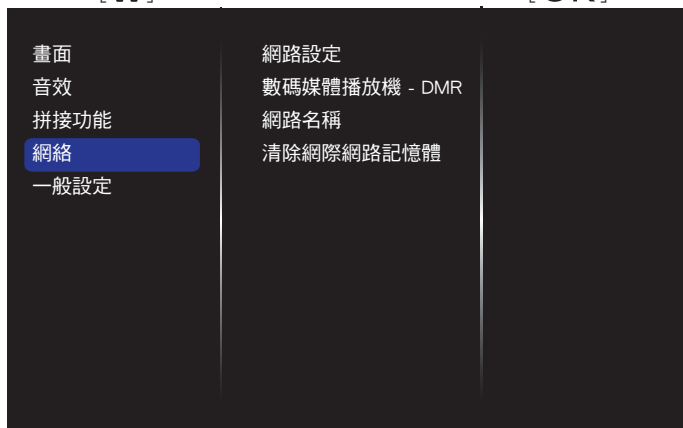 [OK]
畫面
音效
拼接功能
網絡
一般設定
網路設定
數碼媒體播放機 - DMR
網路名稱
清除網際網路記憶體